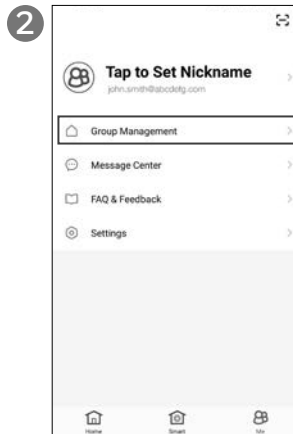 2
Tap to Set Nickname
john.smith@abcdefg.com
Group Management
Message Center
FAQ & Feedback
Settings
Home Smart Me